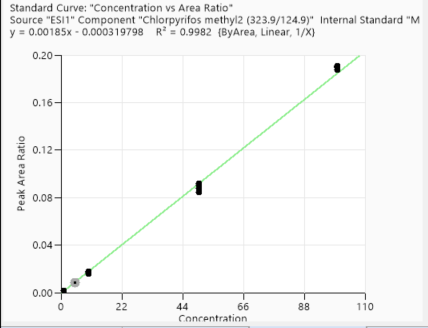 Standard Curve: "Concentration vs Area Ratio"
Source "ESI1" Component "Chlorpyrifos methyl2 (323.9/124.9)" Internal Standard "M
y = 0.00185x - 0.000319798 R² = 0.9982 {ByArea, Linear, 1/X}
0.20
0.16
0.12
0.08
0.04
0.00
Peak Area Ratio
0 22 44 66 88 110
Concentration